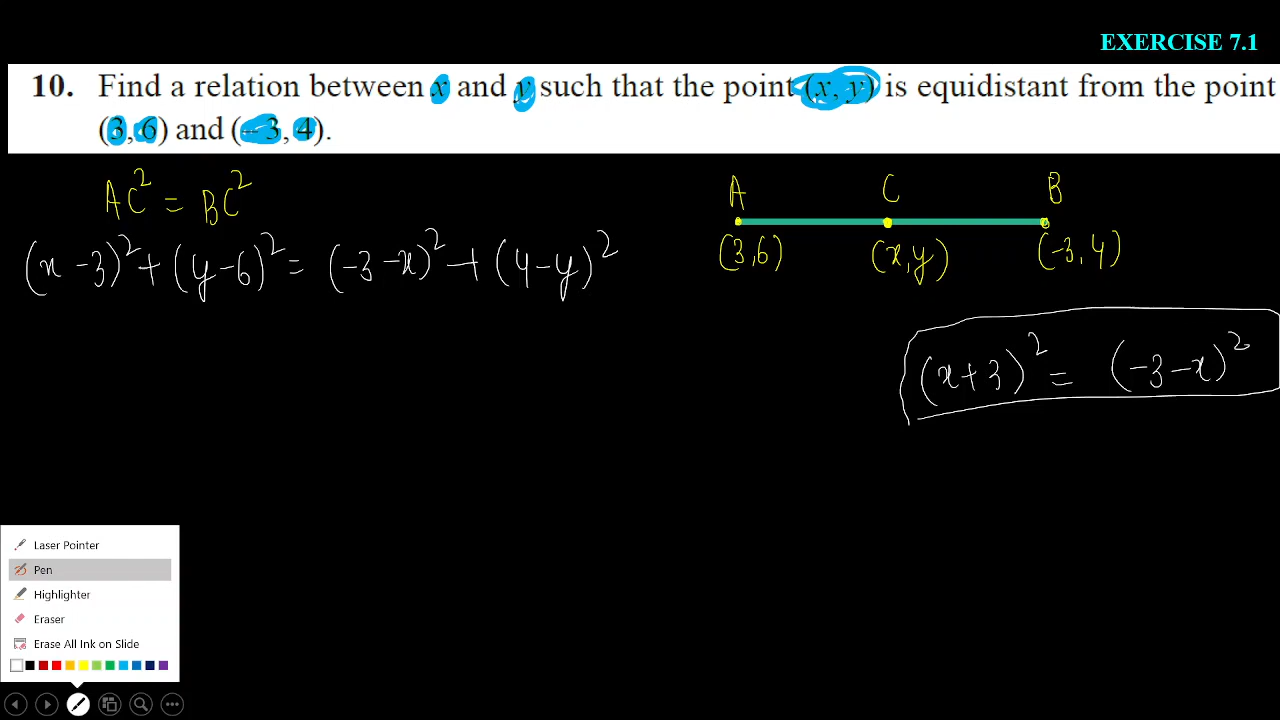 EXERCISE 7.1
10. Find a relation between x and y such that the point (x, y) is equidistant from the point
(3, 6) and (– 3, 4).
AC² = BC²
(x - 3)² + (y - 6)² = (-3 - x)² + (4 - y)²
A C B
(3,6) (x,y) (-3,4)
(x+3)² = (-3-x)²
Laser Pointer
Pen
Highlighter
Eraser
Erase All Ink on Slide